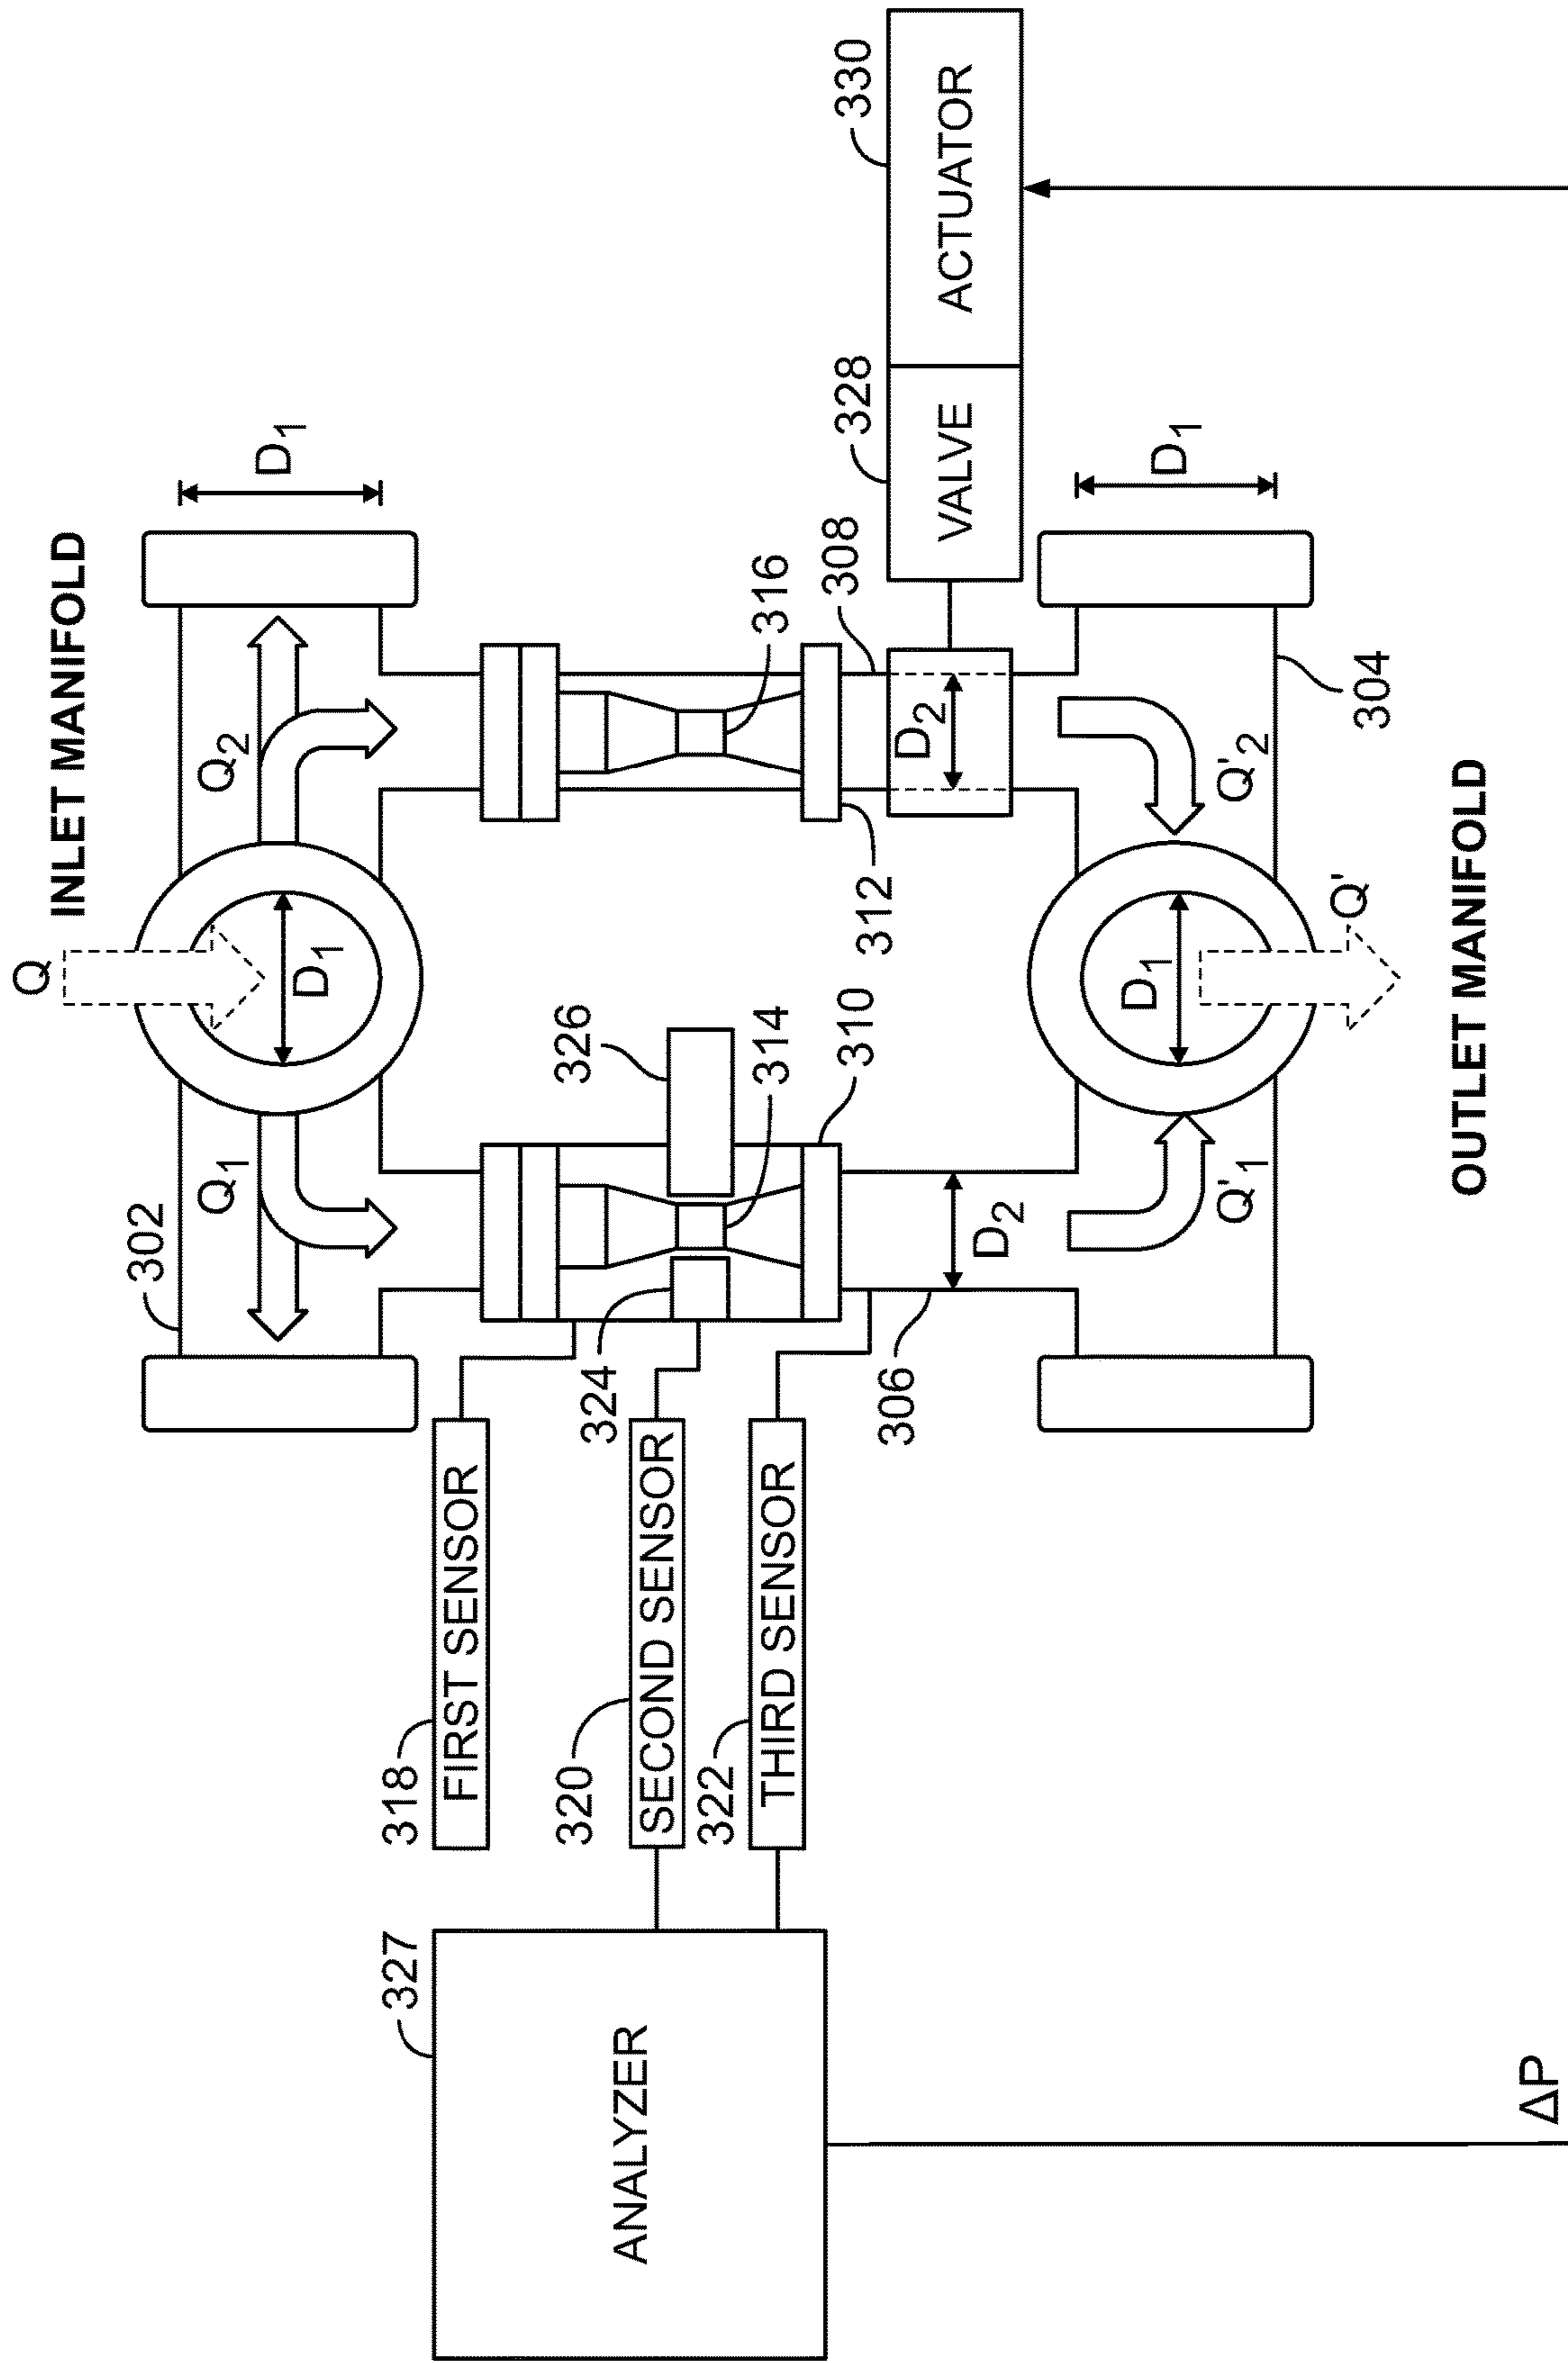 INLET MANIFOLD
Q
D1
D1
Q1
Q2
302
318
FIRST SENSOR
320
SECOND SENSOR
322
THIRD SENSOR
324
326
314
310
316
312
308
328
VALVE
330
ACTUATOR
327
ANALYZER
306
D2
D2
D1
D1
304
Q'1
Q'2
Q'
OUTLET MANIFOLD
ΔP